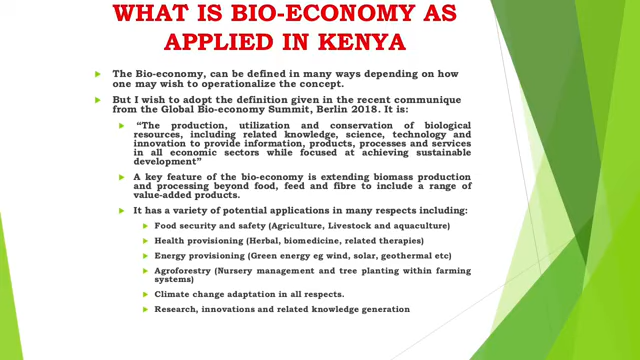 WHAT IS BIO-ECONOMY AS
APPLIED IN KENYA
The Bio-economy, can be defined in many ways depending on how
one may wish to operationalize the concept.
But I wish to adopt the definition given in the recent communique
from the Global Bio-economy Summit, Berlin 2018. It is:
“The production, utilization and conservation of biological
resources, including related knowledge, science, technology and
innovation to provide information, products, processes and services
in all economic sectors while focused at achieving sustainable
development”
A key feature of the bio-economy is extending biomass production
and processing beyond food, feed and fibre to include a range of
value-added products.
It has a variety of potential applications in many respects including:
Food security and safety (Agriculture, Livestock and aquaculture)
Health provisioning (Herbal, biomedicine, related therapies)
Energy provisioning (Green energy eg wind, solar, geothermal etc)
Agroforestry (Nursery management and tree planting within farming
systems)
Climate change adaptation in all respects.
Research, innovations and related knowledge generation